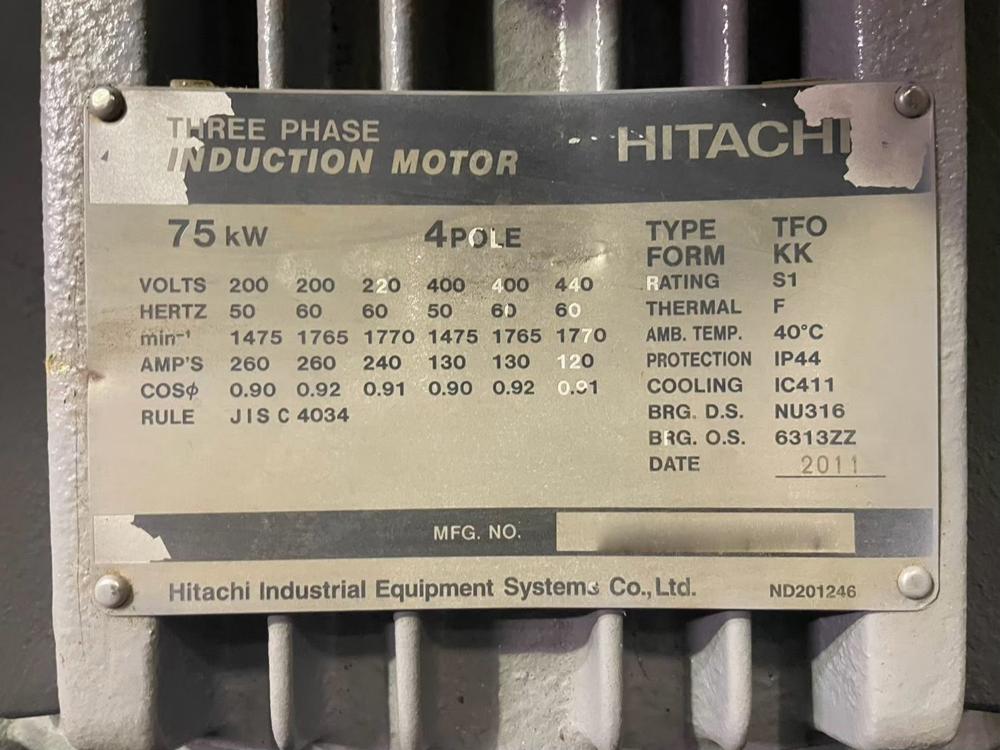 THREE PHASE
INDUCTION MOTOR
HITACHI
75 kW 4POLE
VOLTS 200 200 220 400 400 440
HERTZ 50 60 60 50 60 60
min⁻¹ 1475 1765 1770 1475 1765 1770
AMP'S 260 260 240 130 130 120
COSφ 0.90 0.92 0.91 0.90 0.92 0.91
RULE JIS C 4034
TYPE TFO
FORM KK
RATING S1
THERMAL F
AMB. TEMP. 40°C
PROTECTION IP44
COOLING IC411
BRG. D.S. NU316
BRG. O.S. 6313ZZ
DATE 2011
MFG. NO.
Hitachi Industrial Equipment Systems Co., Ltd. ND201246